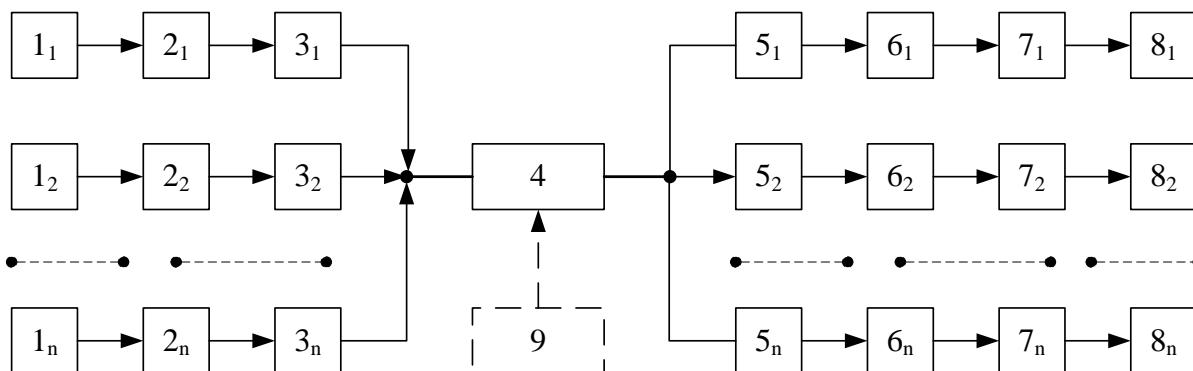 1₁ 2₁ 3₁ 5₁ 6₁ 7₁ 8₁
1₂ 2₂ 3₂ 4 5₂ 6₂ 7₂ 8₂
1ₙ 2ₙ 3ₙ 9 5ₙ 6ₙ 7ₙ 8ₙ